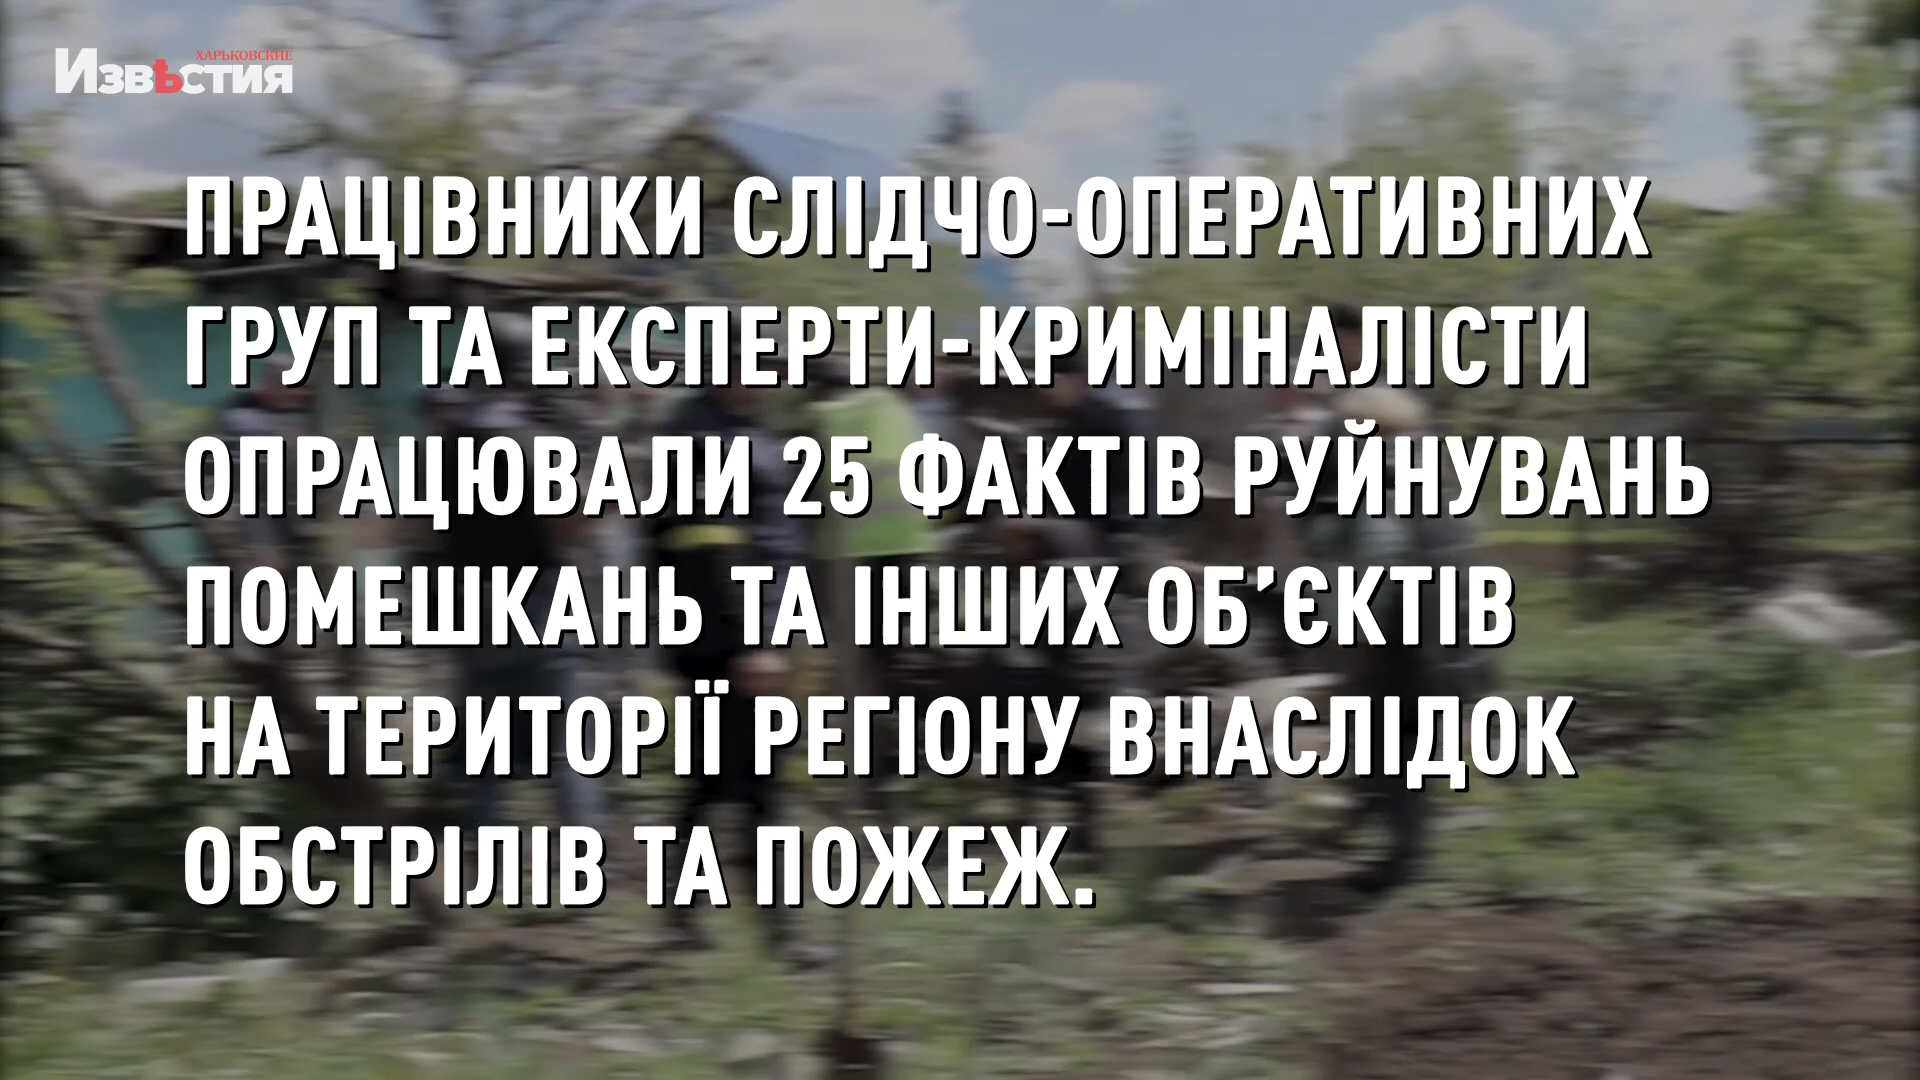 ХАРЬКОВСКИЕ
ИзвѢстия
ПРАЦІВНИКИ СЛІДЧО-ОПЕРАТИВНИХ
ГРУП ТА ЕКСПЕРТИ-КРИМІНАЛІСТИ
ОПРАЦЮВАЛИ 25 ФАКТІВ РУЙНУВАНЬ
ПОМЕШКАНЬ ТА ІНШИХ ОБ’ЄКТІВ
НА ТЕРИТОРІЇ РЕГІОНУ ВНАСЛІДОК
ОБСТРІЛІВ ТА ПОЖЕЖ.